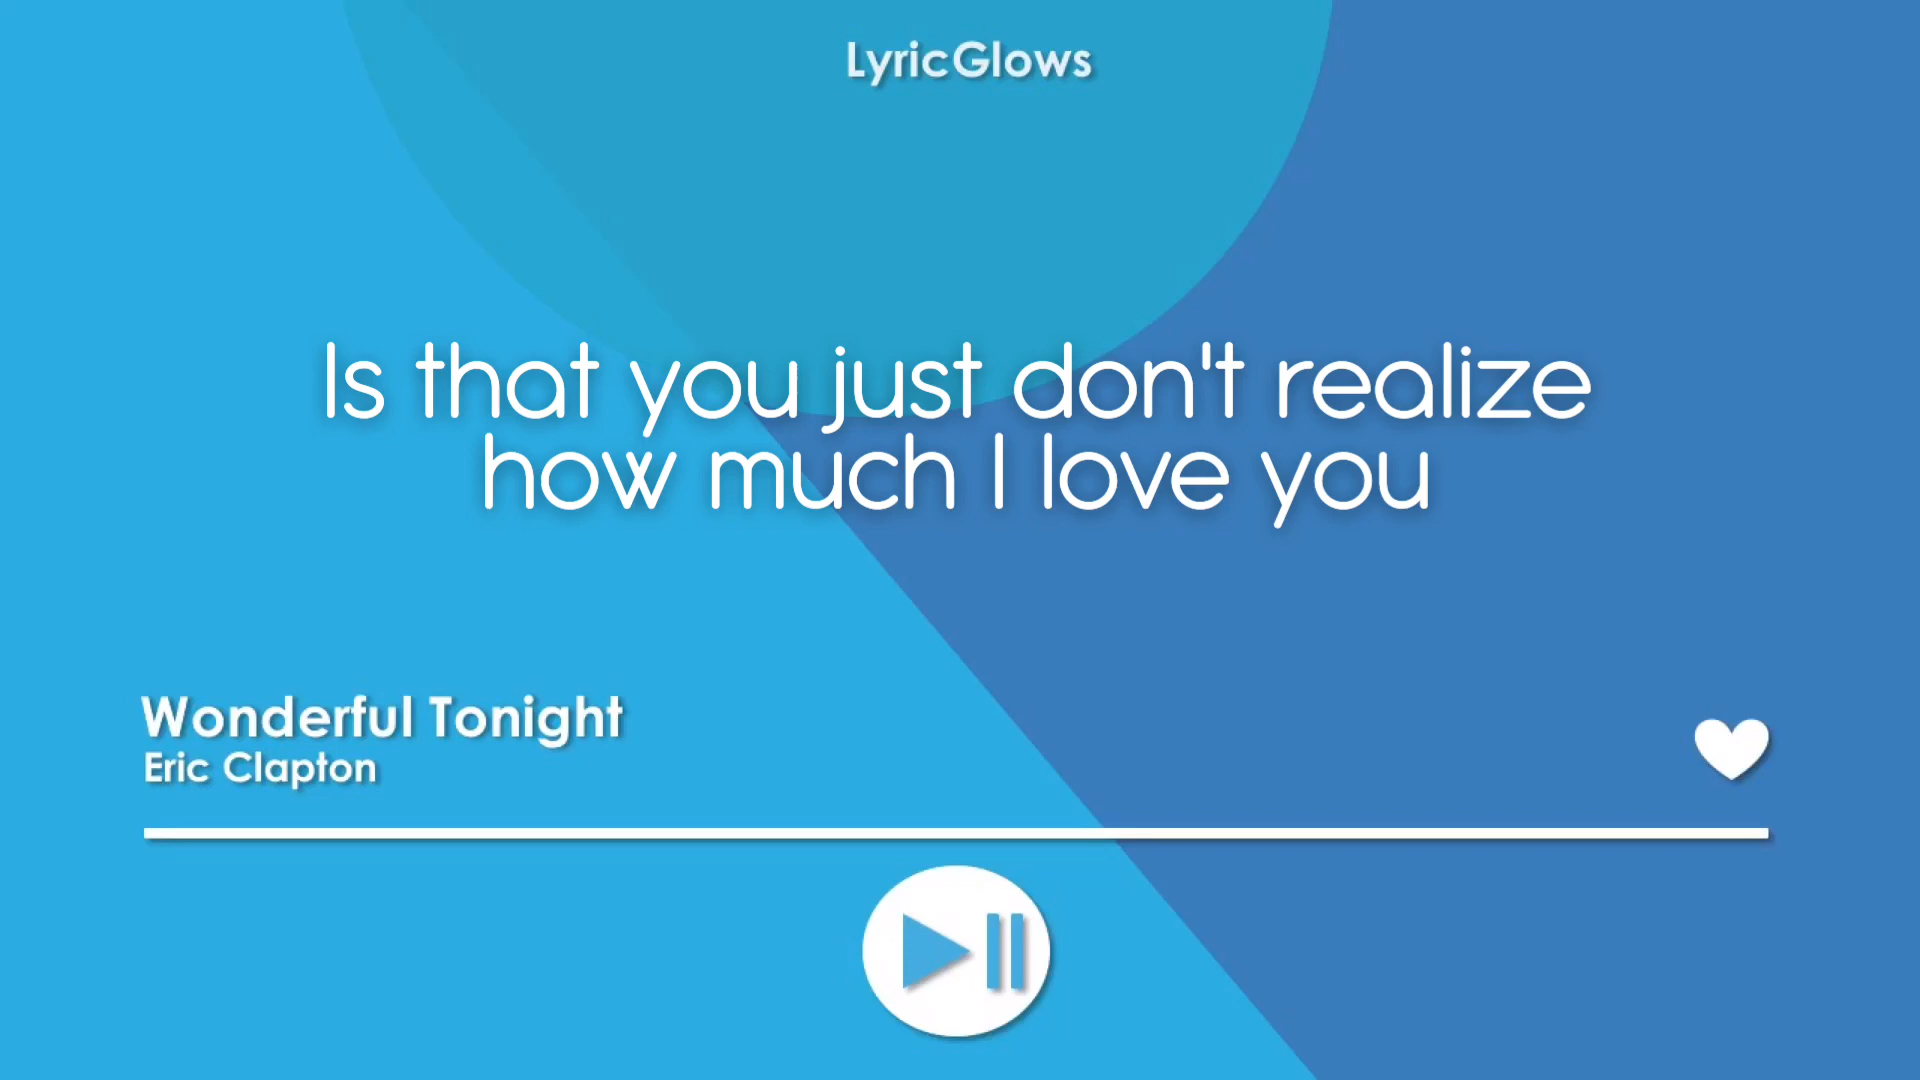 LyricGlows
Is that you just don't realize
how much I love you
Wonderful Tonight
Eric Clapton